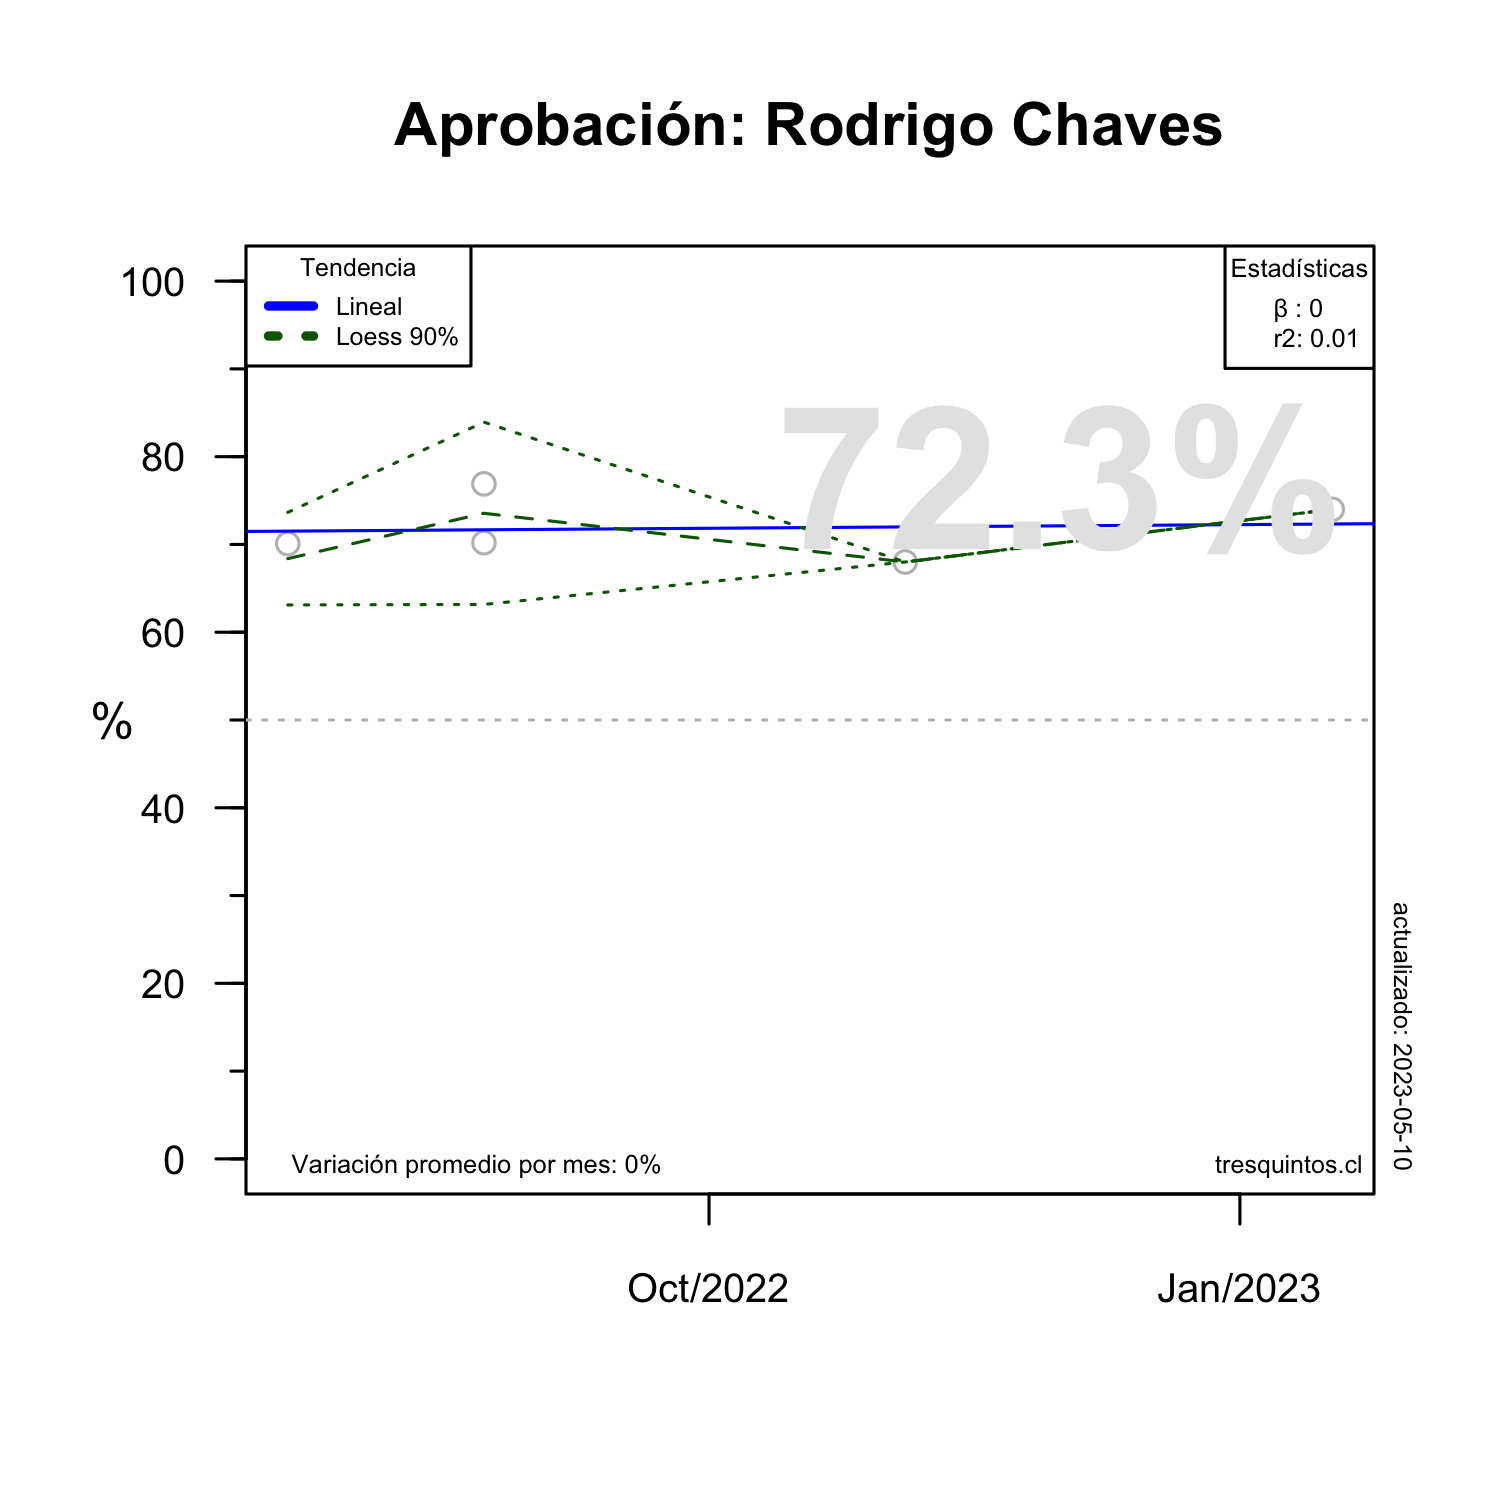 Aprobación: Rodrigo Chaves
Tendencia
Lineal
Loess 90%
Estadísticas
β : 0
r2: 0.01
72.3%
100
80
60
40
20
0
%
Variación promedio por mes: 0%
tresquintos.cl
actualizado: 2023-05-10
Oct/2022
Jan/2023